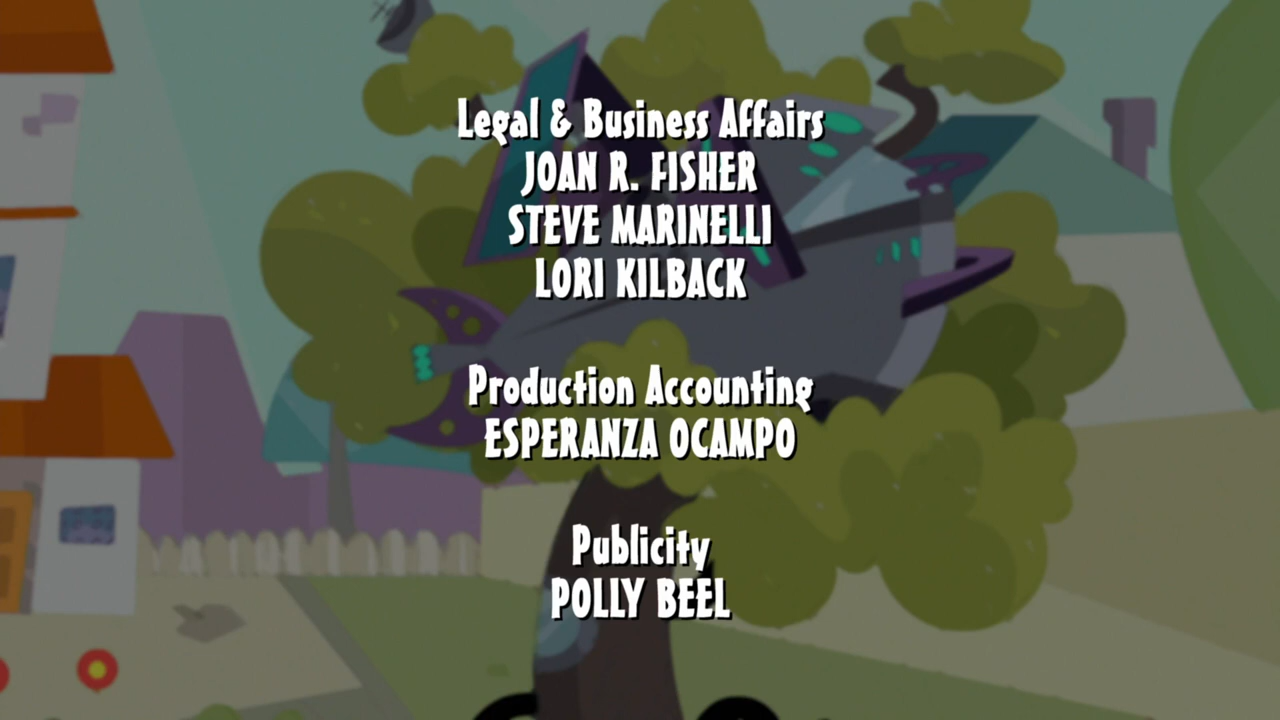 Legal & Business Affairs
JOAN R. FISHER
STEVE MARINELLI
LORI KILBACK
Production Accounting
ESPERANZA OCAMPO
Publicity
POLLY BEEL